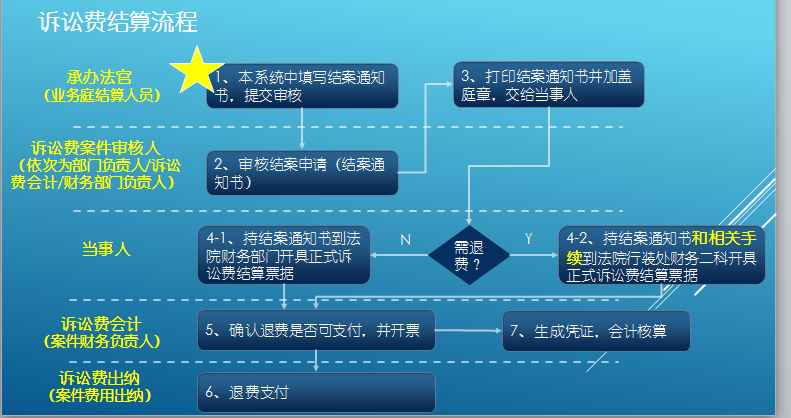 诉讼费结算流程
承办法官
（业务庭结算人员）
1、本系统中填写结案通知
书，提交审核
3、打印结案通知书并加盖
庭章，交给当事人
诉讼费案件审核人
（依次为部门负责人/诉讼
费会计/财务部门负责人）
2、审核结案申请（结案通
知书）
当事人
4-1、持结案通知书到法
院财务部门开具正式诉
讼费结算票据
N
需退
费？
Y
4-2、持结案通知书和相关手
续到法院行装处财务二科开具
正式诉讼费结算票据
诉讼费会计
（案件财务负责人）
5、确认退费是否可支付，并开票
7、生成凭证，会计核算
诉讼费出纳
（案件费用出纳）
6、退费支付